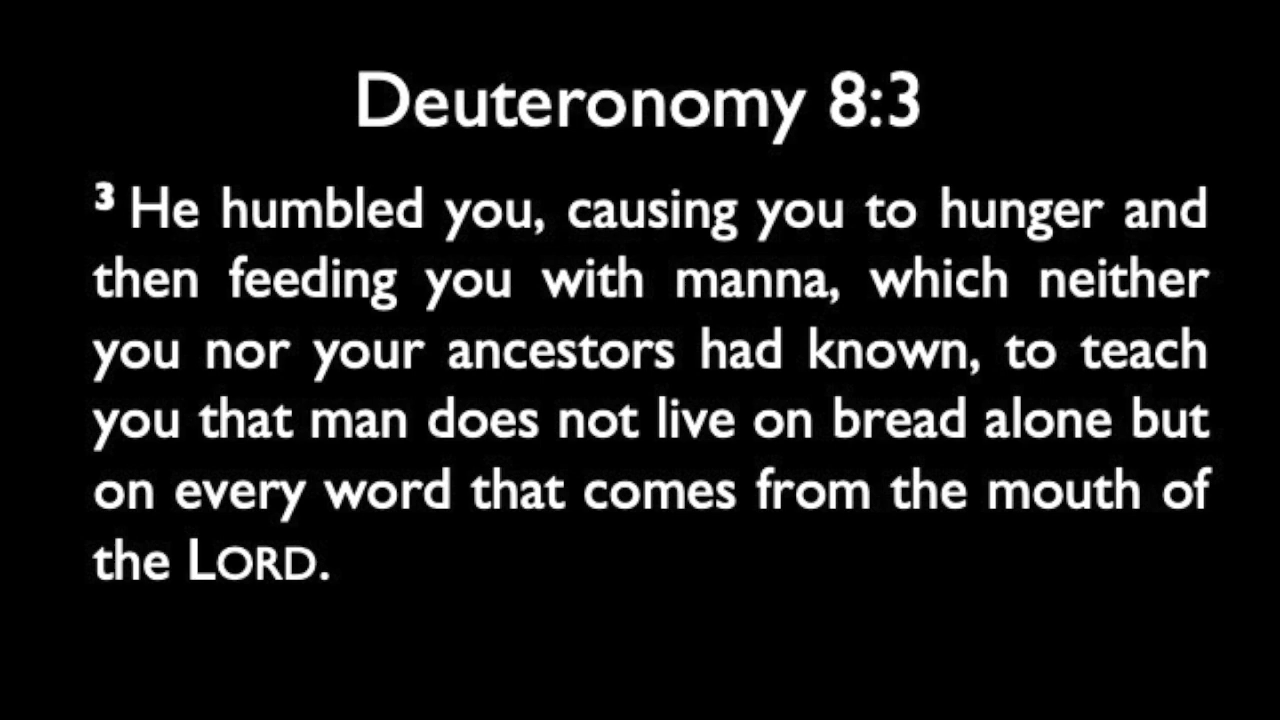 Deuteronomy 8:3
³ He humbled you, causing you to hunger and
then feeding you with manna, which neither
you nor your ancestors had known, to teach
you that man does not live on bread alone but
on every word that comes from the mouth of
the LORD.